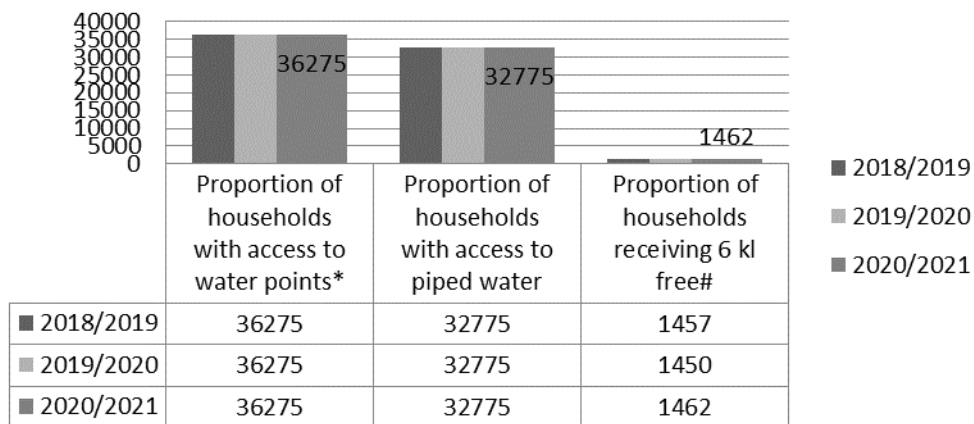 40000
35000
30000
25000
20000
15000
10000
5000
0
36275
32775
1462
Proportion of
households
with access to
water points*
Proportion of
households
with access to
piped water
Proportion of
households
receiving 6 kl
free#
2018/2019 36275 32775 1457
2019/2020 36275 32775 1450
2020/2021 36275 32775 1462
2018/2019
2019/2020
2020/2021